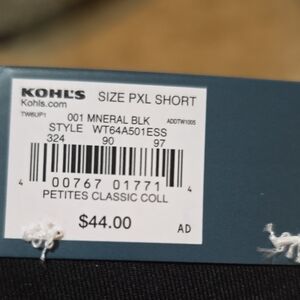 KOHL'S SIZE PXL SHORT
Kohls.com
TW6UP1 001 MNERAL BLK ADDTW1005
STYLE WT64A501ESS
324 90 97
4 00767 01771 4
PETITES CLASSIC COLL
$44.00 AD